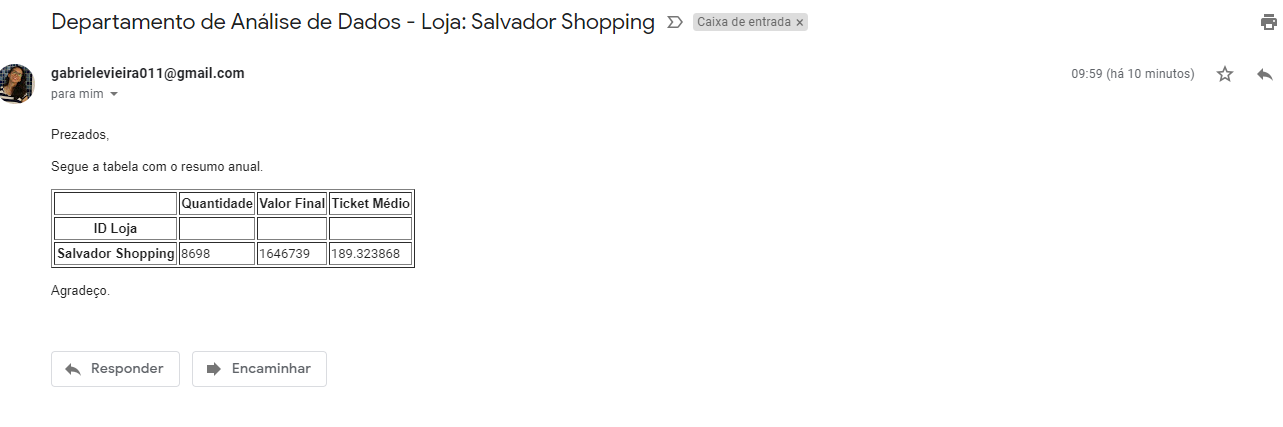 Departamento de Análise de Dados - Loja: Salvador Shopping Caixa de entrada ×
gabrielevieira011@gmail.com 09:59 (há 10 minutos)
para mim
Prezados,
Segue a tabela com o resumo anual.
Quantidade Valor Final Ticket Médio
ID Loja
Salvador Shopping 8698 1646739 189.323868
Agradeço.
Responder Encaminhar